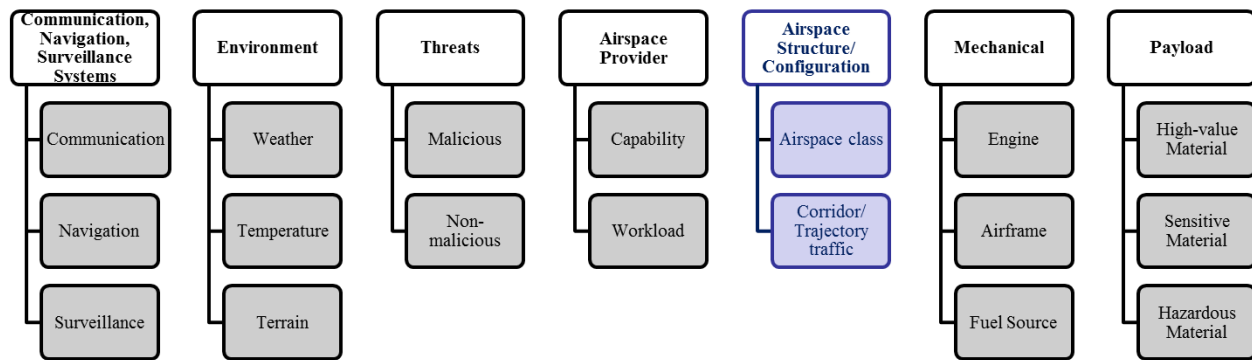 Communication,
Navigation,
Surveillance
Systems
Communication
Navigation
Surveillance
Environment
Weather
Temperature
Terrain
Threats
Malicious
Non-
malicious
Airspace
Provider
Capability
Workload
Airspace
Structure/
Configuration
Airspace class
Corridor/
Trajectory
traffic
Mechanical
Engine
Airframe
Fuel Source
Payload
High-value
Material
Sensitive
Material
Hazardous
Material